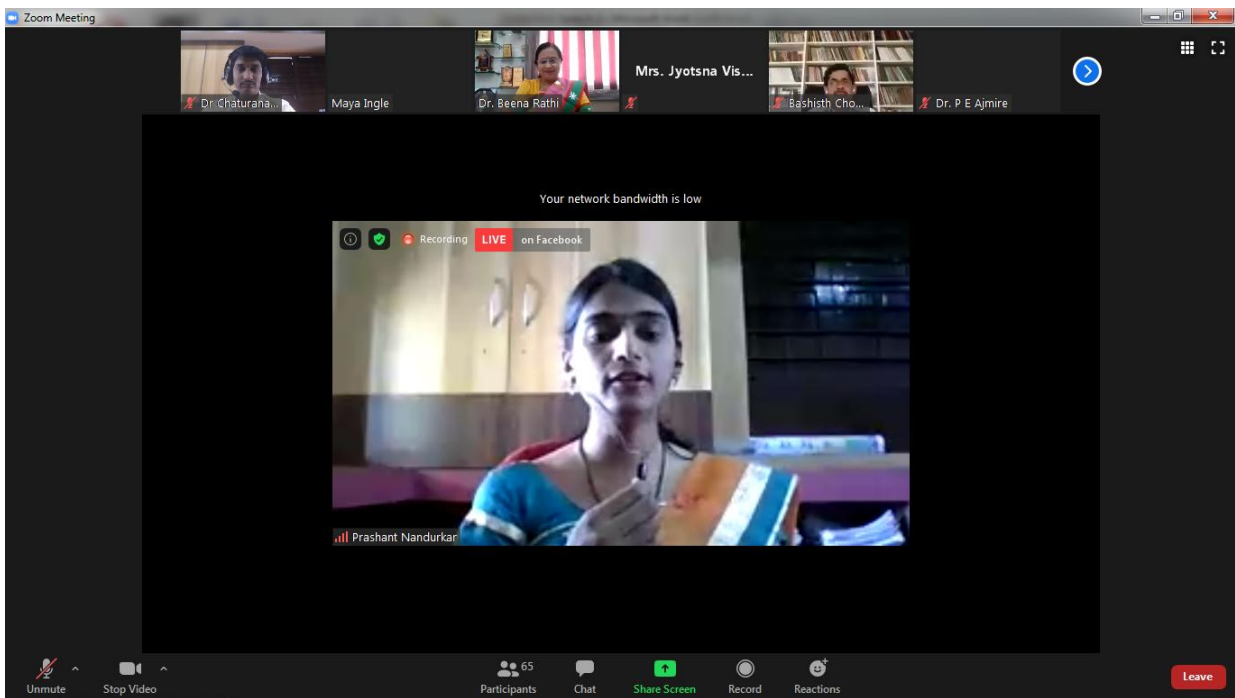 Zoom Meeting
Dr Chaturana...
Maya Ingle
Dr. Beena Rathi
Mrs. Jyotsna Vis...
Bashisth Cho...
Dr. P E Ajmire
Your network bandwidth is low
Recording LIVE on Facebook
Prashant Nandurkar
65
Unmute Stop Video Participants Chat Share Screen Record Reactions Leave